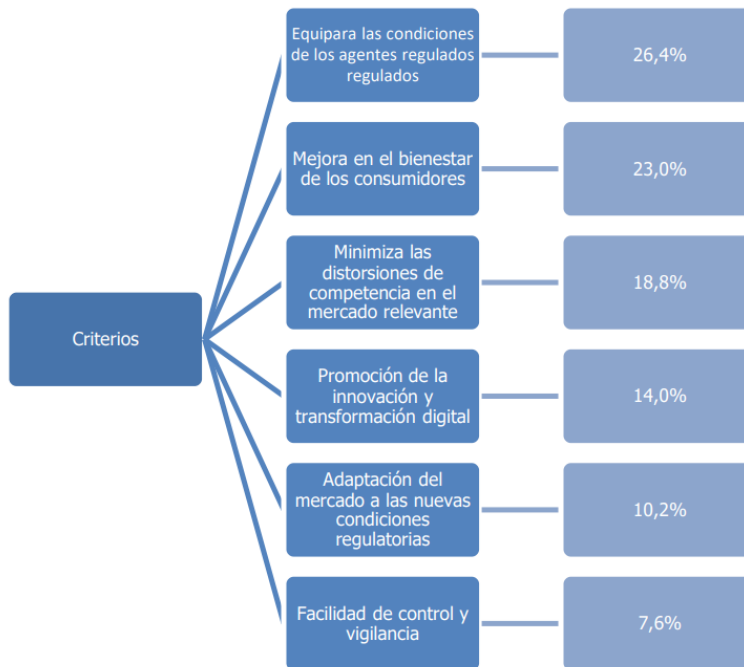 Equipara las condiciones
de los agentes regulados
regulados
26,4%
Mejora en el bienestar
de los consumidores
23,0%
Minimiza las
distorsiones de
competencia en el
mercado relevante
18,8%
Criterios
Promoción de la
innovación y
transformación digital
14,0%
Adaptación del
mercado a las nuevas
condiciones
regulatorias
10,2%
Facilidad de control y
vigilancia
7,6%